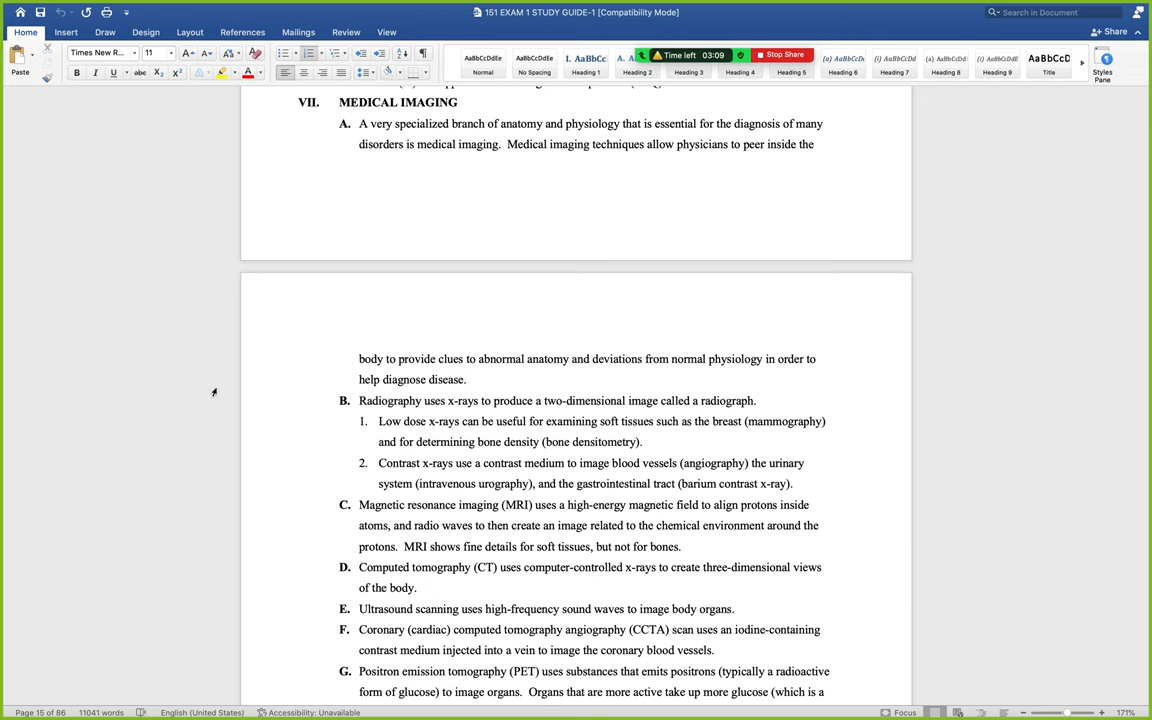 151 EXAM 1 STUDY GUIDE-1 [Compatibility Mode]
Search in Document
Home Insert Draw Design Layout References Mailings Review View
Share
Paste
Times New R... 11
AaBbCcDdEe Normal
AaBbCcDdEe No Spacing
I. AaBbCc Heading 1
Heading 2
Heading 3
Heading 4
Heading 5
(a) AaBbCcDc Heading 6
(i) AaBbCcDd Heading 7
(a) AaBbCcD Heading 8
(i) AaBbCcDdE Heading 9
AaBbCcD Title
Styles Pane
Time left 03:09 Stop Share
VII. MEDICAL IMAGING
A. A very specialized branch of anatomy and physiology that is essential for the diagnosis of many
disorders is medical imaging. Medical imaging techniques allow physicians to peer inside the
body to provide clues to abnormal anatomy and deviations from normal physiology in order to
help diagnose disease.
B. Radiography uses x-rays to produce a two-dimensional image called a radiograph.
1. Low dose x-rays can be useful for examining soft tissues such as the breast (mammography)
and for determining bone density (bone densitometry).
2. Contrast x-rays use a contrast medium to image blood vessels (angiography) the urinary
system (intravenous urography), and the gastrointestinal tract (barium contrast x-ray).
C. Magnetic resonance imaging (MRI) uses a high-energy magnetic field to align protons inside
atoms, and radio waves to then create an image related to the chemical environment around the
protons. MRI shows fine details for soft tissues, but not for bones.
D. Computed tomography (CT) uses computer-controlled x-rays to create three-dimensional views
of the body.
E. Ultrasound scanning uses high-frequency sound waves to image body organs.
F. Coronary (cardiac) computed tomography angiography (CCTA) scan uses an iodine-containing
contrast medium injected into a vein to image the coronary blood vessels.
G. Positron emission tomography (PET) uses substances that emits positrons (typically a radioactive
form of glucose) to image organs. Organs that are more active take up more glucose (which is a
Page 15 of 86 11041 words English (United States) Accessibility: Unavailable Focus 171%